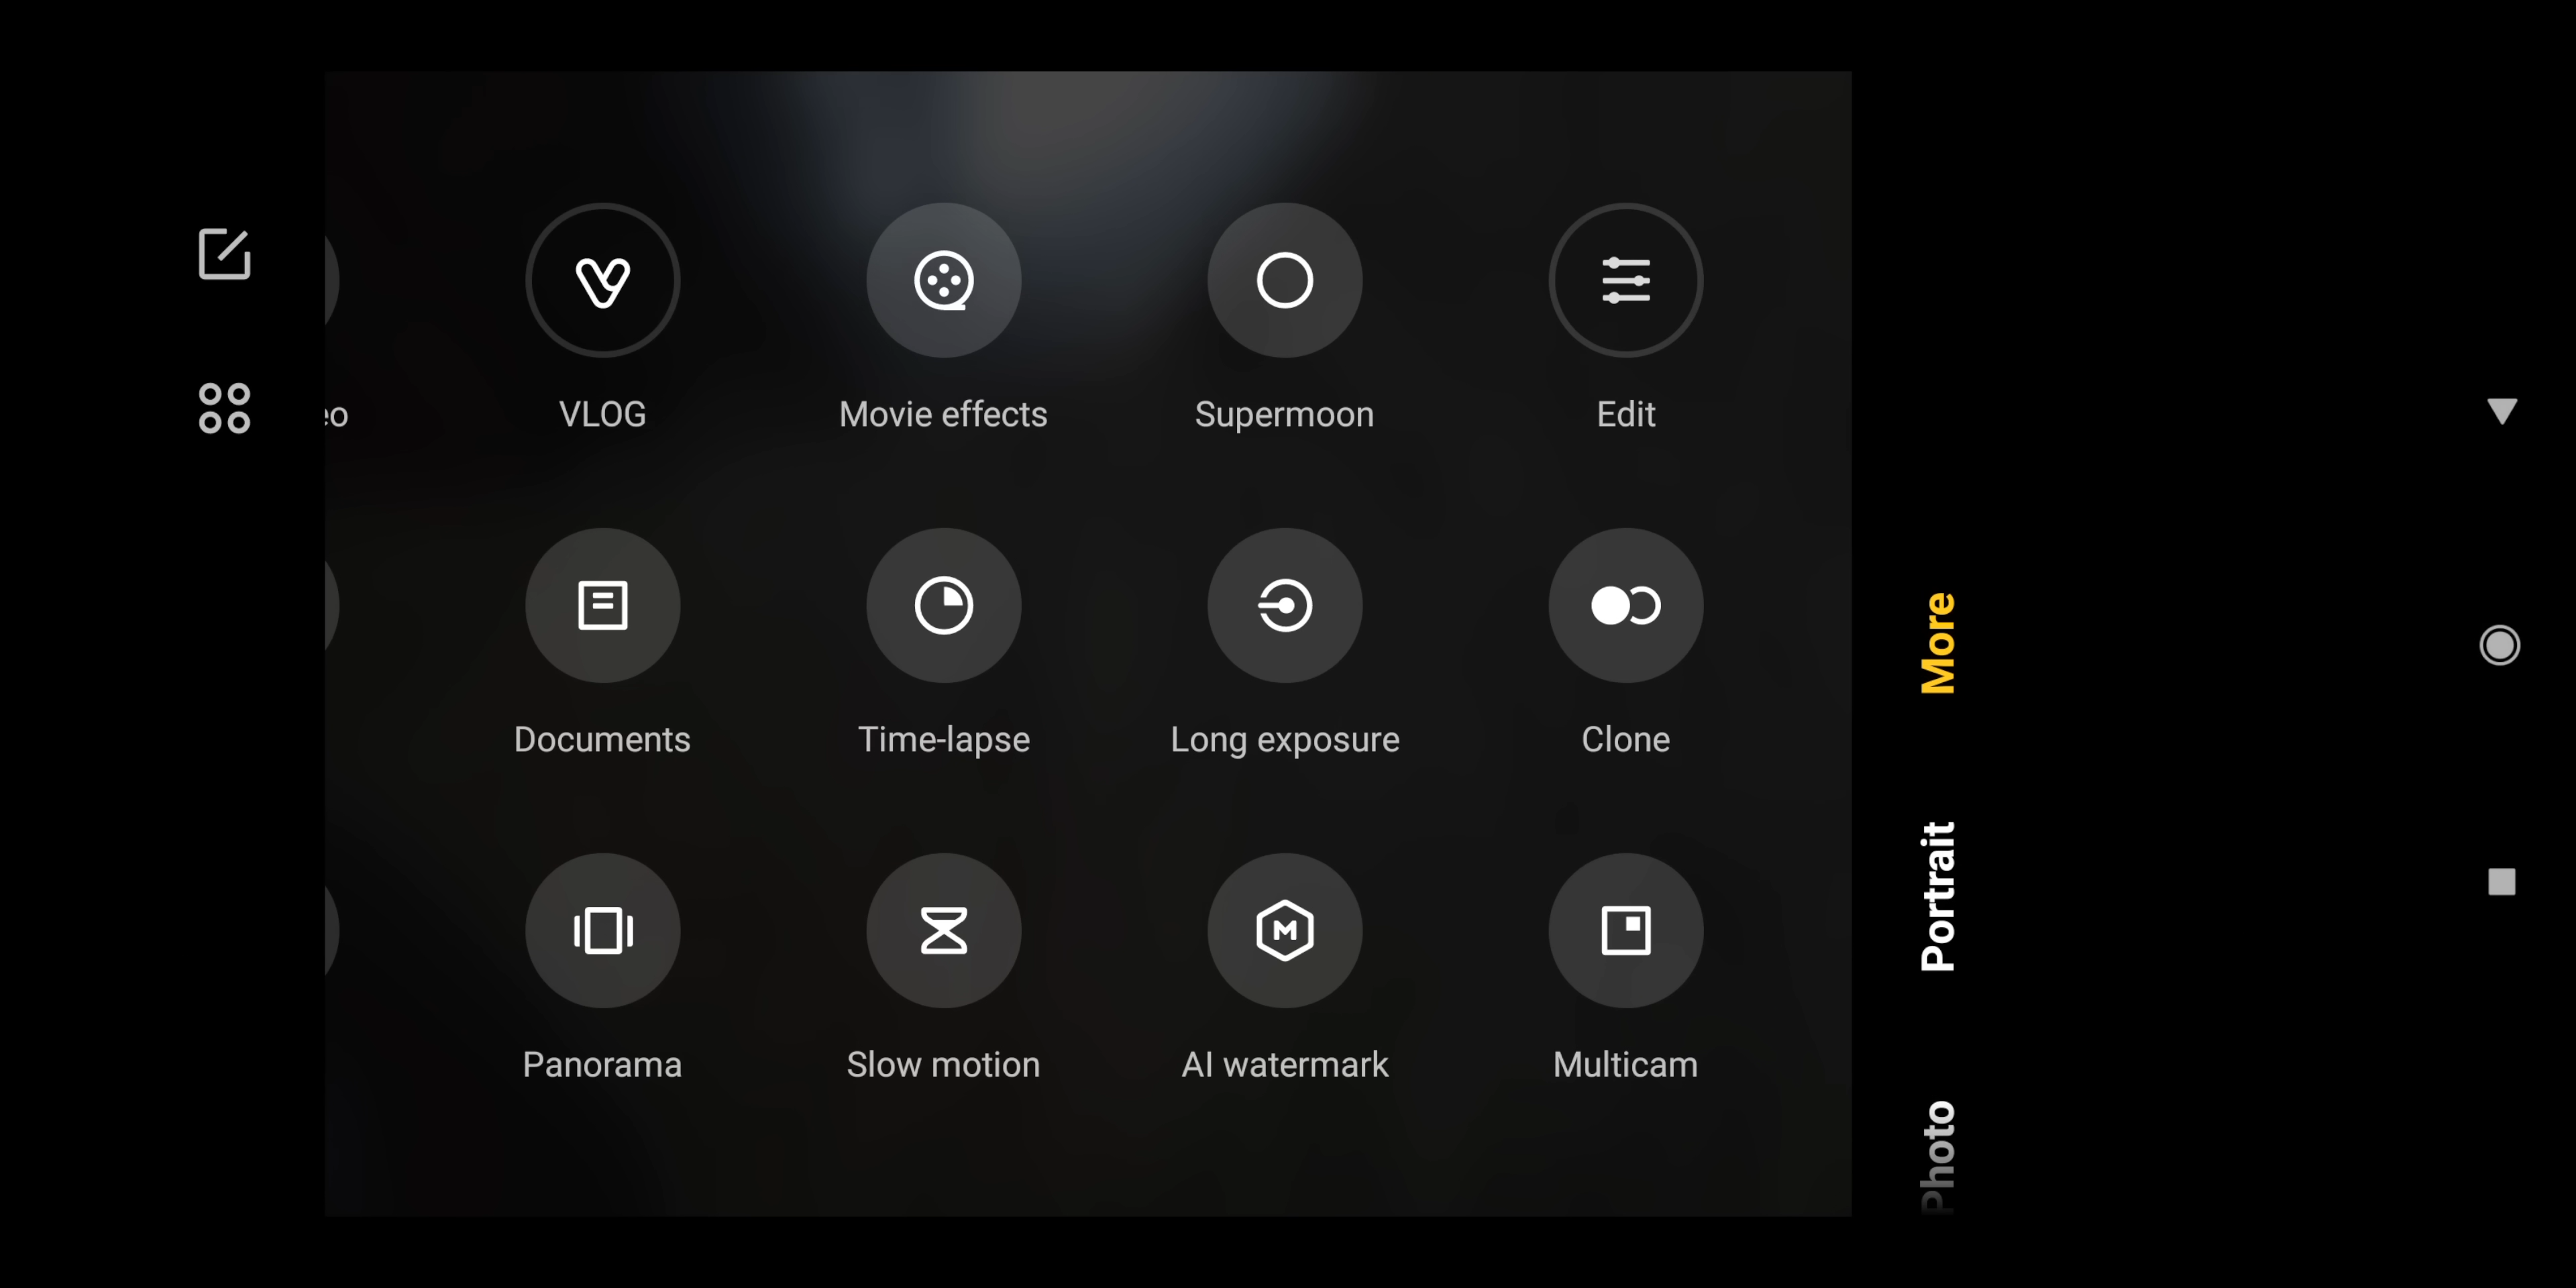 VLOG
Movie effects
Supermoon
Edit
Documents
Time-lapse
Long exposure
Clone
Panorama
Slow motion
AI watermark
Multicam
More
Portrait
Photo